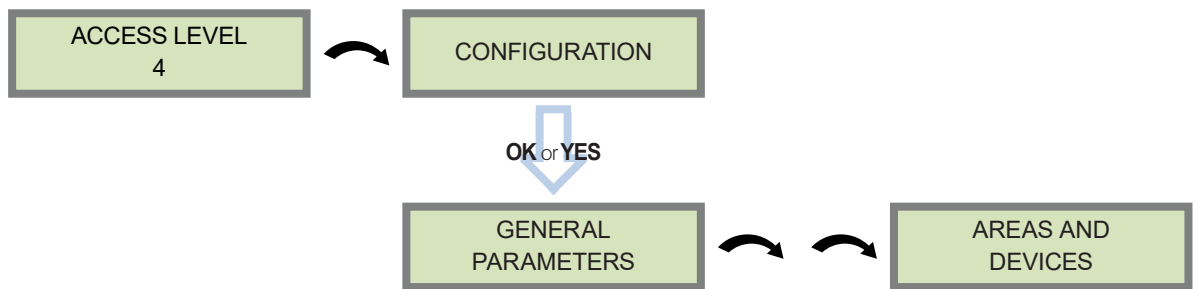 ACCESS LEVEL
4
CONFIGURATION
OK or YES
GENERAL
PARAMETERS
AREAS AND
DEVICES